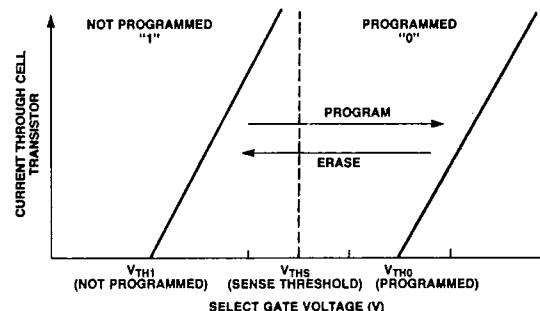 NOT PROGRAMMED
"1"
PROGRAMMED
"0"
CURRENT THROUGH CELL
TRANSISTOR
PROGRAM
ERASE
VTH1
(NOT PROGRAMMED)
VTHS
(SENSE THRESHOLD)
VTH0
(PROGRAMMED)
SELECT GATE VOLTAGE (V)